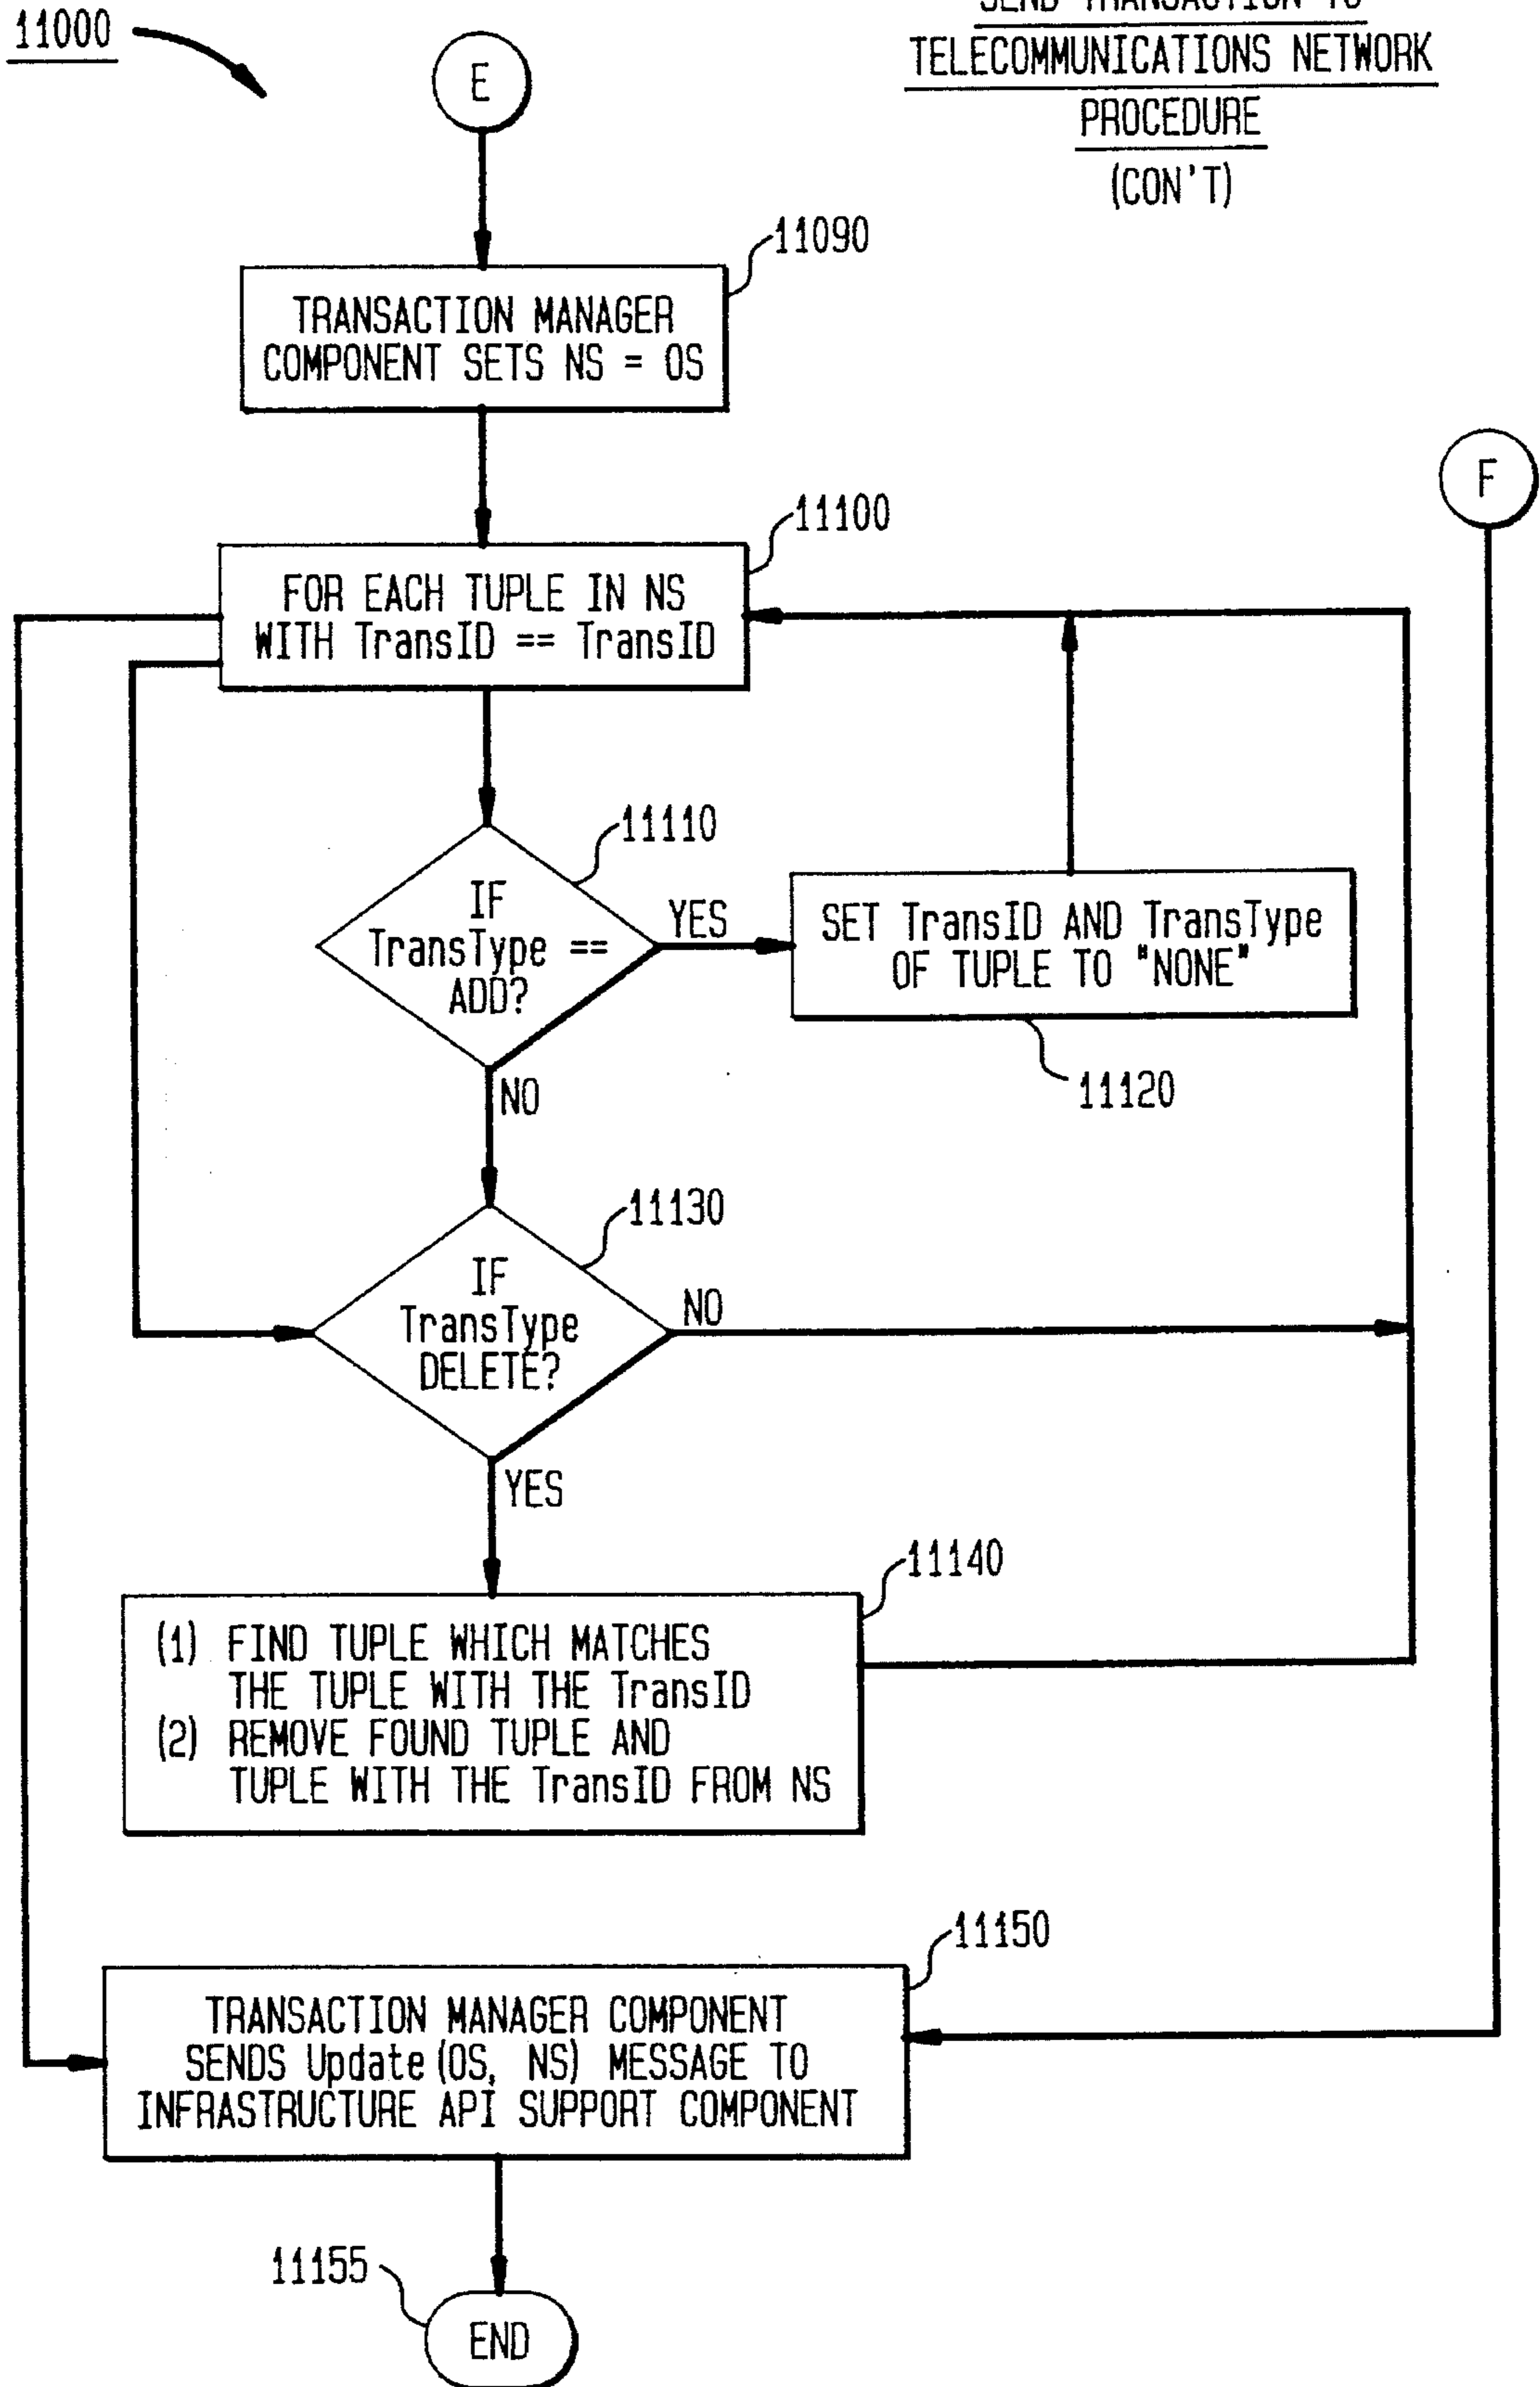 11000
E
SEND TRANSACTION TO
TELECOMMUNICATIONS NETWORK
PROCEDURE
(CON'T)
11090
TRANSACTION MANAGER
COMPONENT SETS NS = OS
F
11100
FOR EACH TUPLE IN NS
WITH TransID == TransID
11110
IF
TransType ==
ADD?
YES
SET TransID AND TransType
OF TUPLE TO "NONE"
11120
NO
11130
IF
TransType
DELETE?
NO
YES
11140
(1) FIND TUPLE WHICH MATCHES
THE TUPLE WITH THE TransID
(2) REMOVE FOUND TUPLE AND
TUPLE WITH THE TransID FROM NS
11150
TRANSACTION MANAGER COMPONENT
SENDS Update (OS, NS) MESSAGE TO
INFRASTRUCTURE API SUPPORT COMPONENT
11155
END